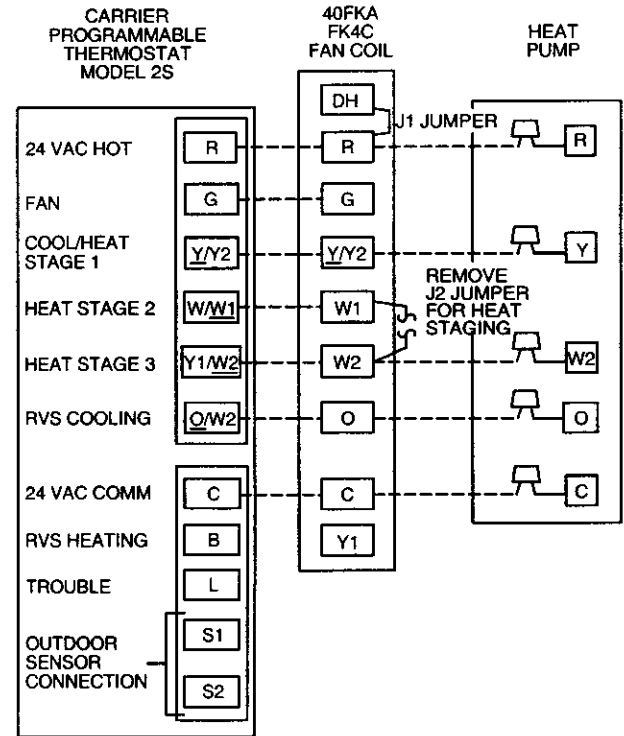 CARRIER
PROGRAMMABLE
THERMOSTAT
MODEL 2S
40FKA
FK4C
FAN COIL
HEAT
PUMP
DH
J1 JUMPER
24 VAC HOT
R
R
R
FAN
G
G
COOL/HEAT
STAGE 1
Y/Y2
Y/Y2
Y
REMOVE
J2 JUMPER
FOR HEAT
STAGING
HEAT STAGE 2
W/W1
W1
HEAT STAGE 3
Y1/W2
W2
W2
RVS COOLING
O/W2
O
O
24 VAC COMM
C
C
C
RVS HEATING
B
Y1
TROUBLE
L
OUTDOOR
SENSOR
CONNECTION
S1
S2